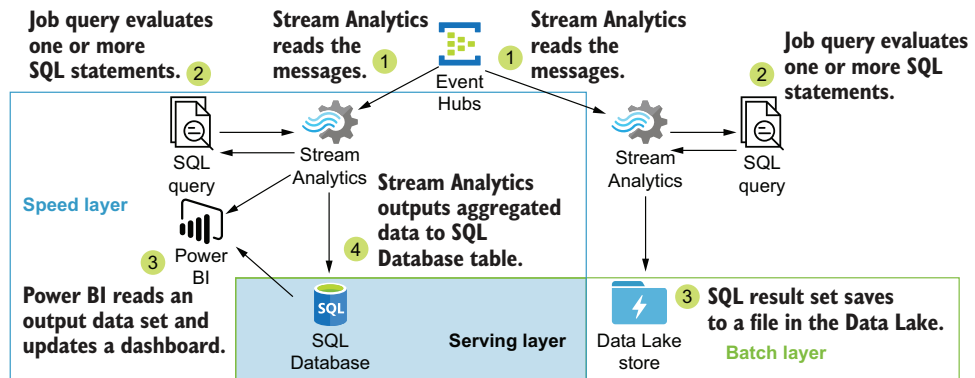 Job query evaluates
one or more
SQL statements.
2
Stream Analytics
reads the
messages.
1
Event
Hubs
1
Stream Analytics
reads the
messages.
Job query evaluates
one or more SQL
statements.
2
SQL
query
Stream
Analytics
Stream
Analytics
SQL
query
Speed layer
Stream Analytics
outputs aggregated
data to SQL
Database table.
4
Power
BI
3
Power BI reads an
output data set and
updates a dashboard.
SQL
SQL
Database
Serving layer
Data Lake
store
3
SQL result set saves
to a file in the Data Lake.
Batch layer